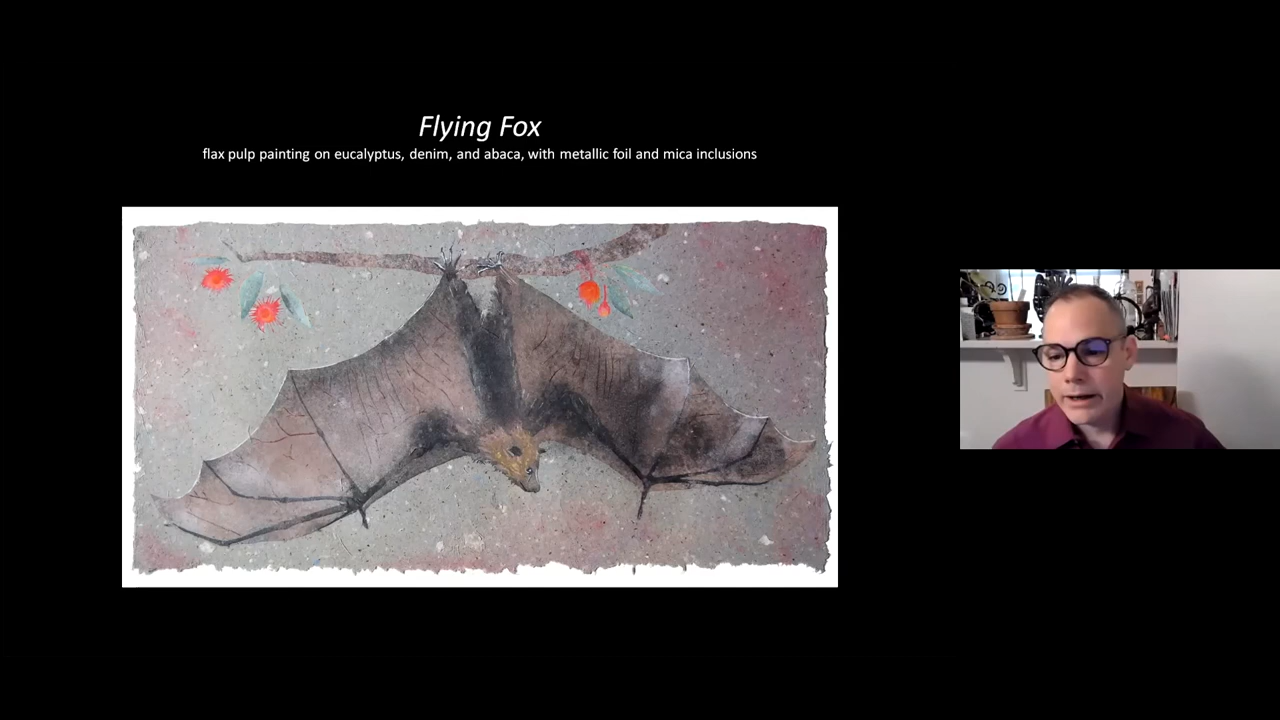 Flying Fox
flax pulp painting on eucalyptus, denim, and abaca, with metallic foil and mica inclusions